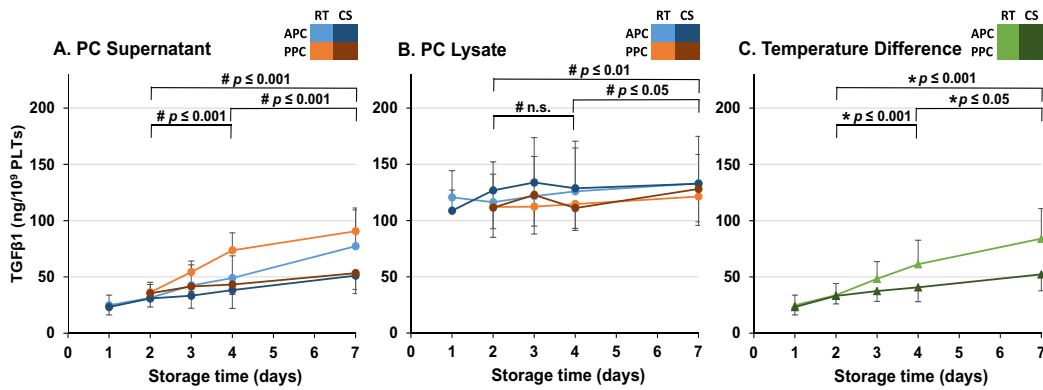 RT CS
APC
PPC
A. PC Supernatant
# p ≤ 0.001
# p ≤ 0.001
# p ≤ 0.001
TGFβ1 (ng/10⁹ PLTs)
200
150
100
50
0
0 1 2 3 4 5 6 7
Storage time (days)
RT CS
APC
PPC
B. PC Lysate
# p ≤ 0.01
# p ≤ 0.05
# n.s.
200
150
100
50
0
0 1 2 3 4 5 6 7
Storage time (days)
RT CS
APC
PPC
C. Temperature Difference
* p ≤ 0.001
* p ≤ 0.05
* p ≤ 0.001
200
150
100
50
0
0 1 2 3 4 5 6 7
Storage time (days)